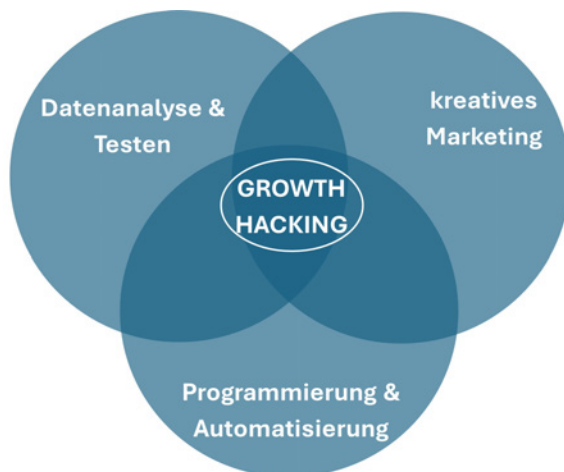 Datenanalyse &
Testen
kreatives
Marketing
GROWTH
HACKING
Programmierung &
Automatisierung